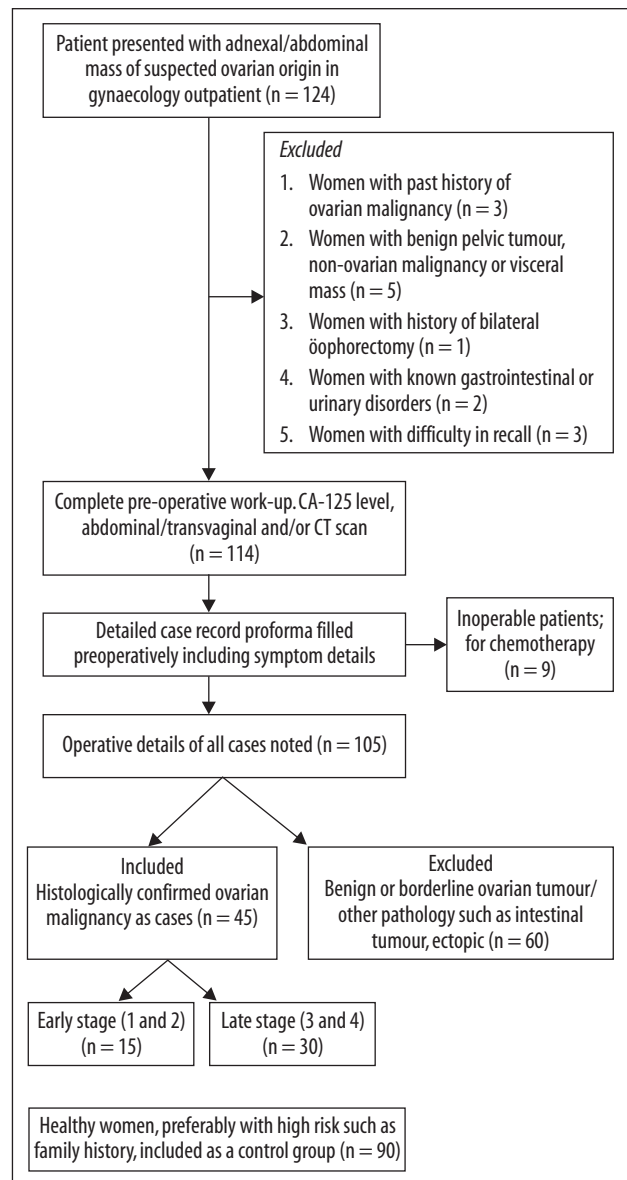 Patient presented with adnexal/abdominal
mass of suspected ovarian origin in
gynaecology outpatient (n = 124)
Excluded
1. Women with past history of
ovarian malignancy (n = 3)
2. Women with benign pelvic tumour,
non-ovarian malignancy or visceral
mass (n = 5)
3. Women with history of bilateral
öophorectomy (n = 1)
4. Women with known gastrointestinal or
urinary disorders (n = 2)
5. Women with difficulty in recall (n = 3)
Complete pre-operative work-up. CA-125 level,
abdominal/transvaginal and/or CT scan
(n = 114)
Detailed case record proforma filled
preoperatively including symptom details
Inoperable patients;
for chemotherapy
(n = 9)
Operative details of all cases noted (n = 105)
Included
Histologically confirmed ovarian
malignancy as cases (n = 45)
Excluded
Benign or borderline ovarian tumour/
other pathology such as intestinal
tumour, ectopic (n = 60)
Early stage (1 and 2)
(n = 15)
Late stage (3 and 4)
(n = 30)
Healthy women, preferably with high risk such as
family history, included as a control group (n = 90)